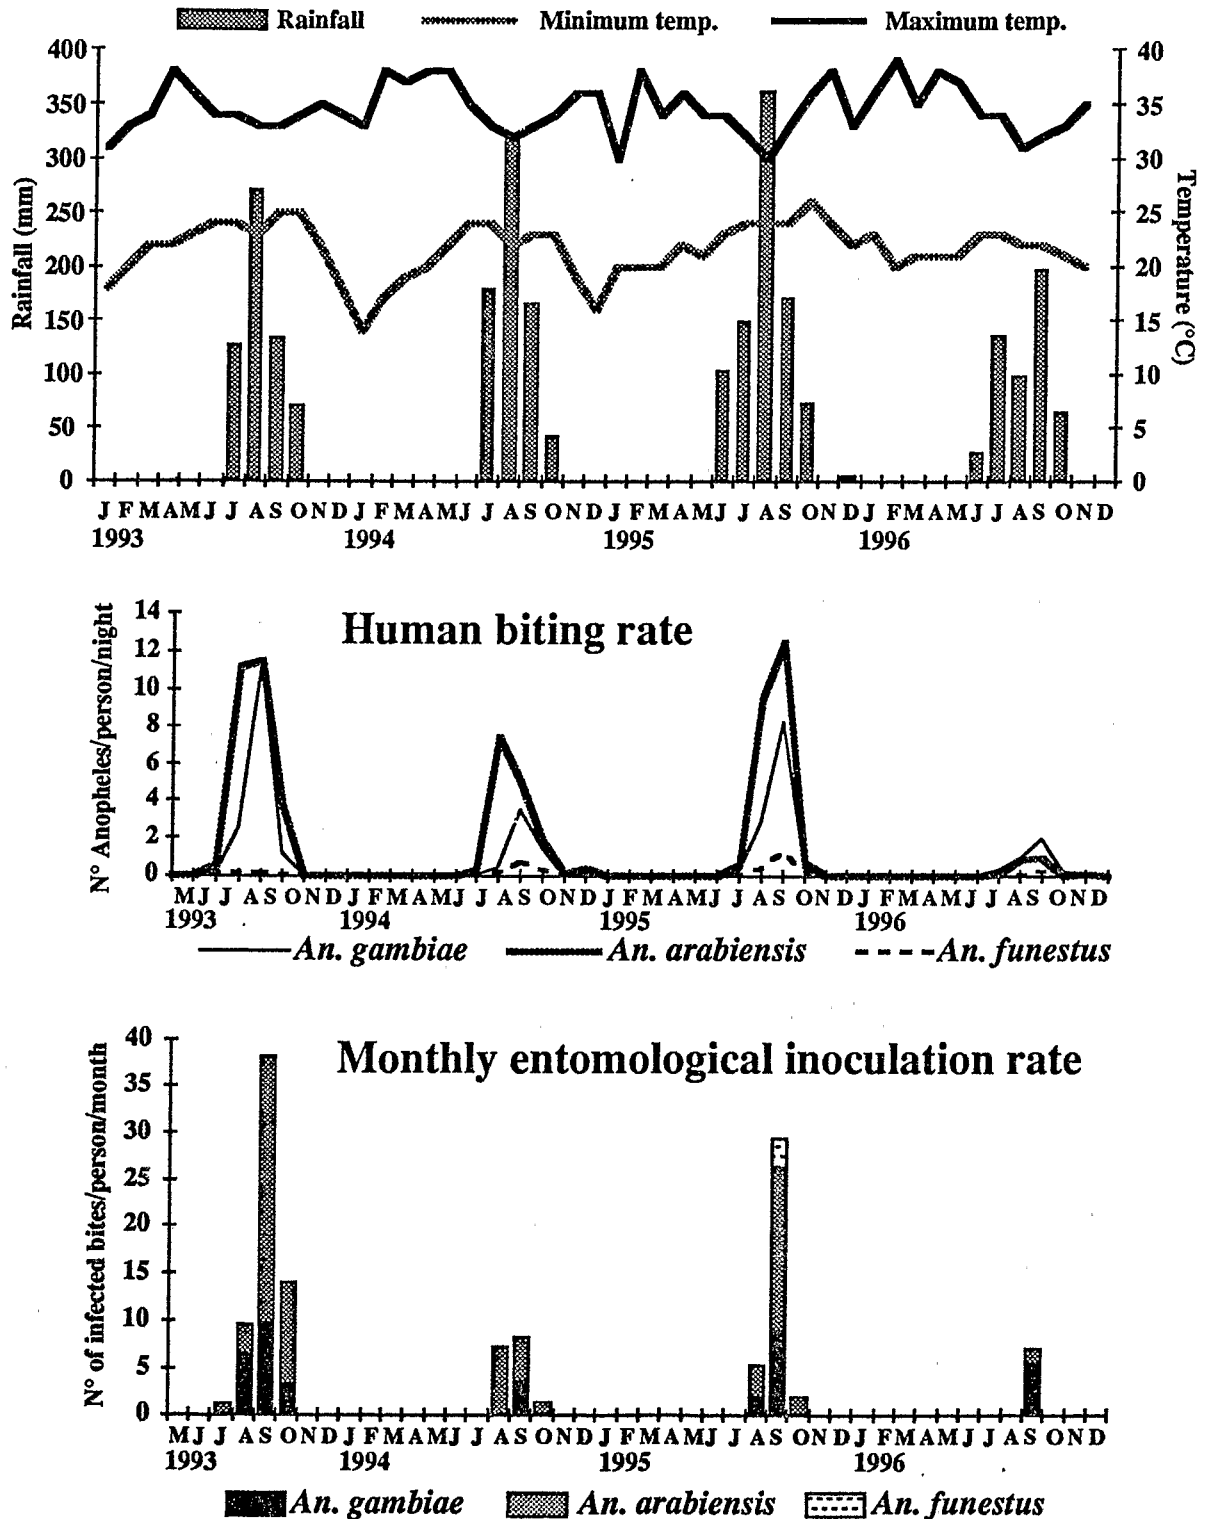 Rainfall Minimum temp. Maximum temp.
400 40
350 35
300 30
250 25
200 20
150 15
100 10
50 5
0 0
Rainfall (mm)
Temperature (°C)
J F M A M J J A S O N D J F M A M J J A S O N D J F M A M J J A S O N D J F M A M J J A S O N D
1993 1994 1995 1996
Human biting rate
N° Anopheles/person/night
14
12
10
8
6
4
2
0
M J J A S O N D J F M A M J J A S O N D J F M A M J J A S O N D J F M A M J J A S O N D
1993 1994 1995 1996
An. gambiae An. arabiensis An. funestus
Monthly entomological inoculation rate
N° of infected bites/person/month
40
35
30
25
20
15
10
5
0
M J J A S O N D J F M A M J J A S O N D J F M A M J J A S O N D J F M A M J J A S O N D
1993 1994 1995 1996
An. gambiae An. arabiensis An. funestus